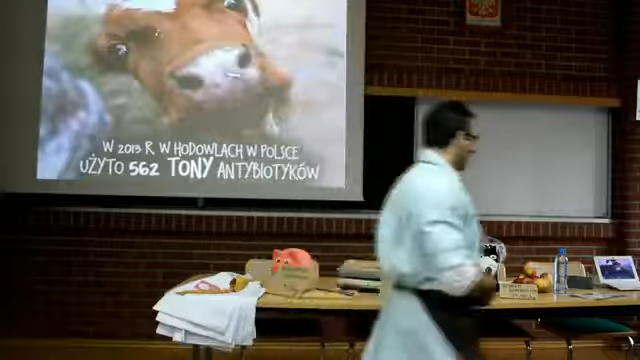 W 2013 R. W HODOWLACH W POLSCE
UŻYTO 562 TONY ANTYBIOTYKÓW